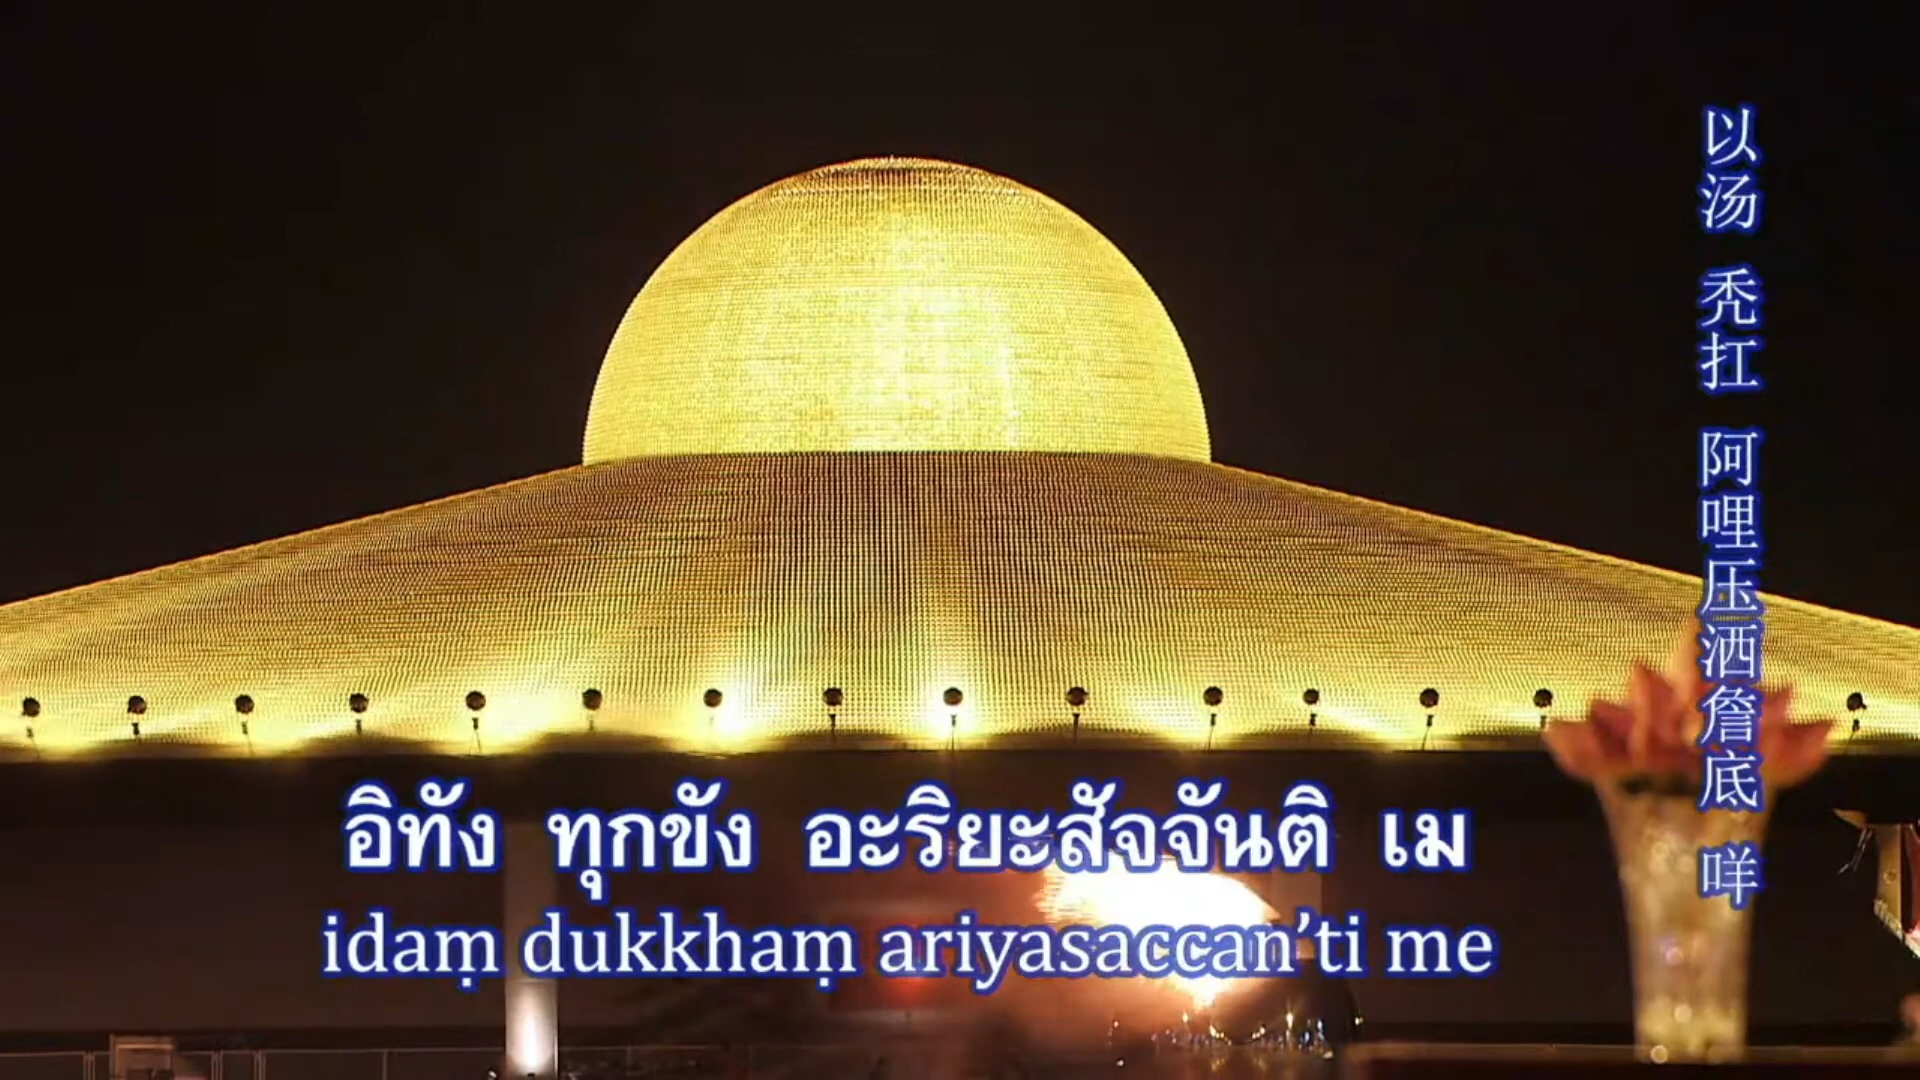 อิทัง ทุกขัง อะริยะสัจจันติ เม
idaṃ dukkhaṃ ariyasaccan’ti me
以汤 秃扛 阿哩压洒詹底 咩